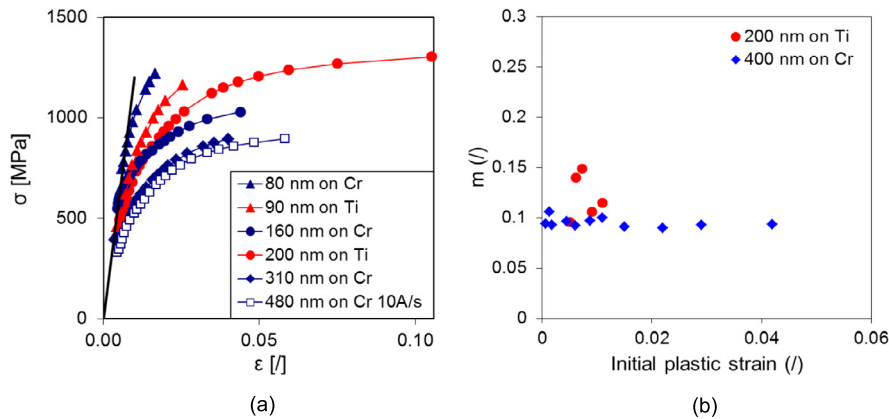 1500
1000
500
0
σ [MPa]
0.00
0.05
0.10
ε [/]
80 nm on Cr
90 nm on Ti
160 nm on Cr
200 nm on Ti
310 nm on Cr
480 nm on Cr 10A/s
(a)
0.3
0.25
0.2
0.15
0.1
0.05
0
m (/)
0
0.02
0.04
0.06
Initial plastic strain (/)
200 nm on Ti
400 nm on Cr
(b)